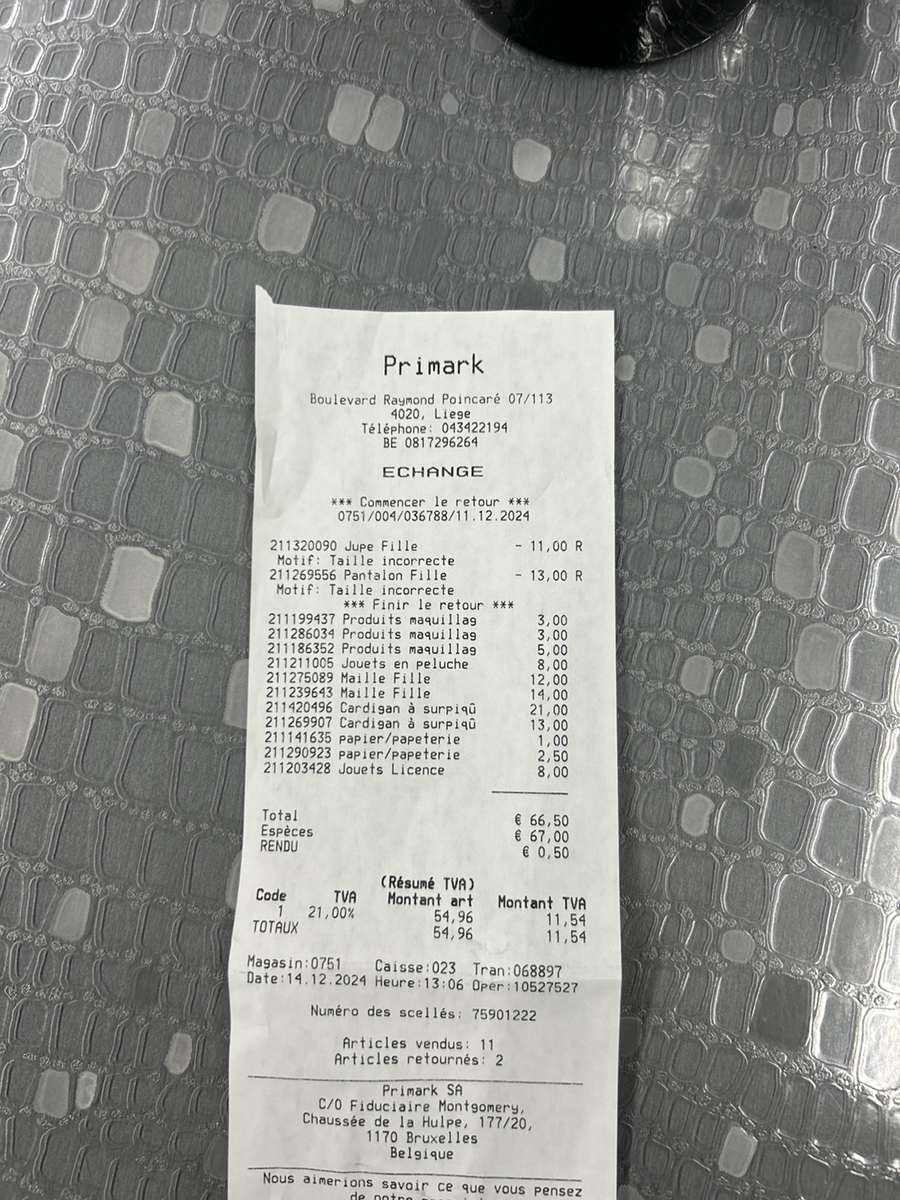 Primark
Boulevard Raymond Poincaré 07/113
4020, Liege
Téléphone: 043422194
BE 0817296264
ECHANGE
*** Commencer le retour ***
0751/004/036788/11.12.2024
211320090 Jupe Fille - 11,00 R
Motif: Taille incorrecte
211269556 Pantalon Fille - 13,00 R
Motif: Taille incorrecte
*** Finir le retour ***
211199437 Produits maquillag 3,00
211286034 Produits maquillag 3,00
211186352 Produits maquillag 5,00
211211005 Jouets en peluche 8,00
211275089 Maille Fille 12,00
211239643 Maille Fille 14,00
211420496 Cardigan à surpiqû 21,00
211269907 Cardigan à surpiqû 13,00
211141635 papier/papeterie 1,00
211290923 papier/papeterie 2,50
211203428 Jouets Licence 8,00
Total € 66,50
Espèces € 67,00
RENDU € 0,50
(Résumé TVA)
Code TVA Montant art Montant TVA
1 21,00% 54,96 11,54
TOTAUX 54,96 11,54
Magasin:0751 Caisse:023 Tran:068897
Date:14.12.2024 Heure:13:06 Oper:10527527
Numéro des scellés: 75901222
Articles vendus: 11
Articles retournés: 2
Primark SA
C/O Fiduciaire Montgomery,
Chaussée de la Hulpe, 177/20,
1170 Bruxelles
Belgique
Nous aimerions savoir ce que vous pensez
de notre